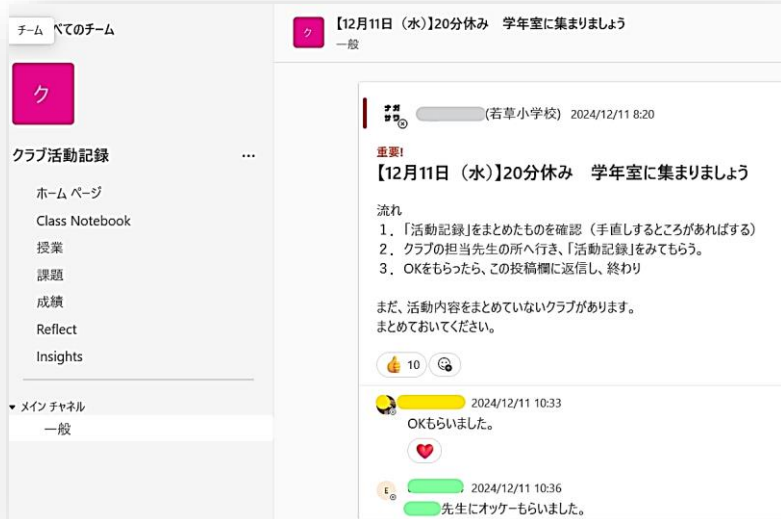 チーム
べてのチーム
ク
クラブ活動記録
...
ホーム ページ
Class Notebook
授業
課題
成績
Reflect
Insights
メイン チャネル
一般
ク
【12月11日（水）】20分休み　学年室に集まりましょう
一般
ナガ
サワ
(若草小学校) 2024/12/11 8:20
重要!
【12月11日（水）】20分休み　学年室に集まりましょう
流れ
１．「活動記録」をまとめたものを確認（手直しするところがあればする）
２．クラブの担当先生の所へ行き、「活動記録」をみてもらう。
３．OKをもらったら、この投稿欄に返信し、終わり
まだ、活動内容をまとめていないクラブがあります。
まとめておいてください。
10
2024/12/11 10:33
OKもらいました。
E
2024/12/11 10:36
先生にオッケーもらいました。